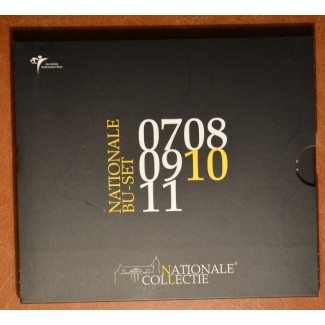 NATIONALE
BU-SET
0708
0910
11
NATIONALE®
COLLECTIE